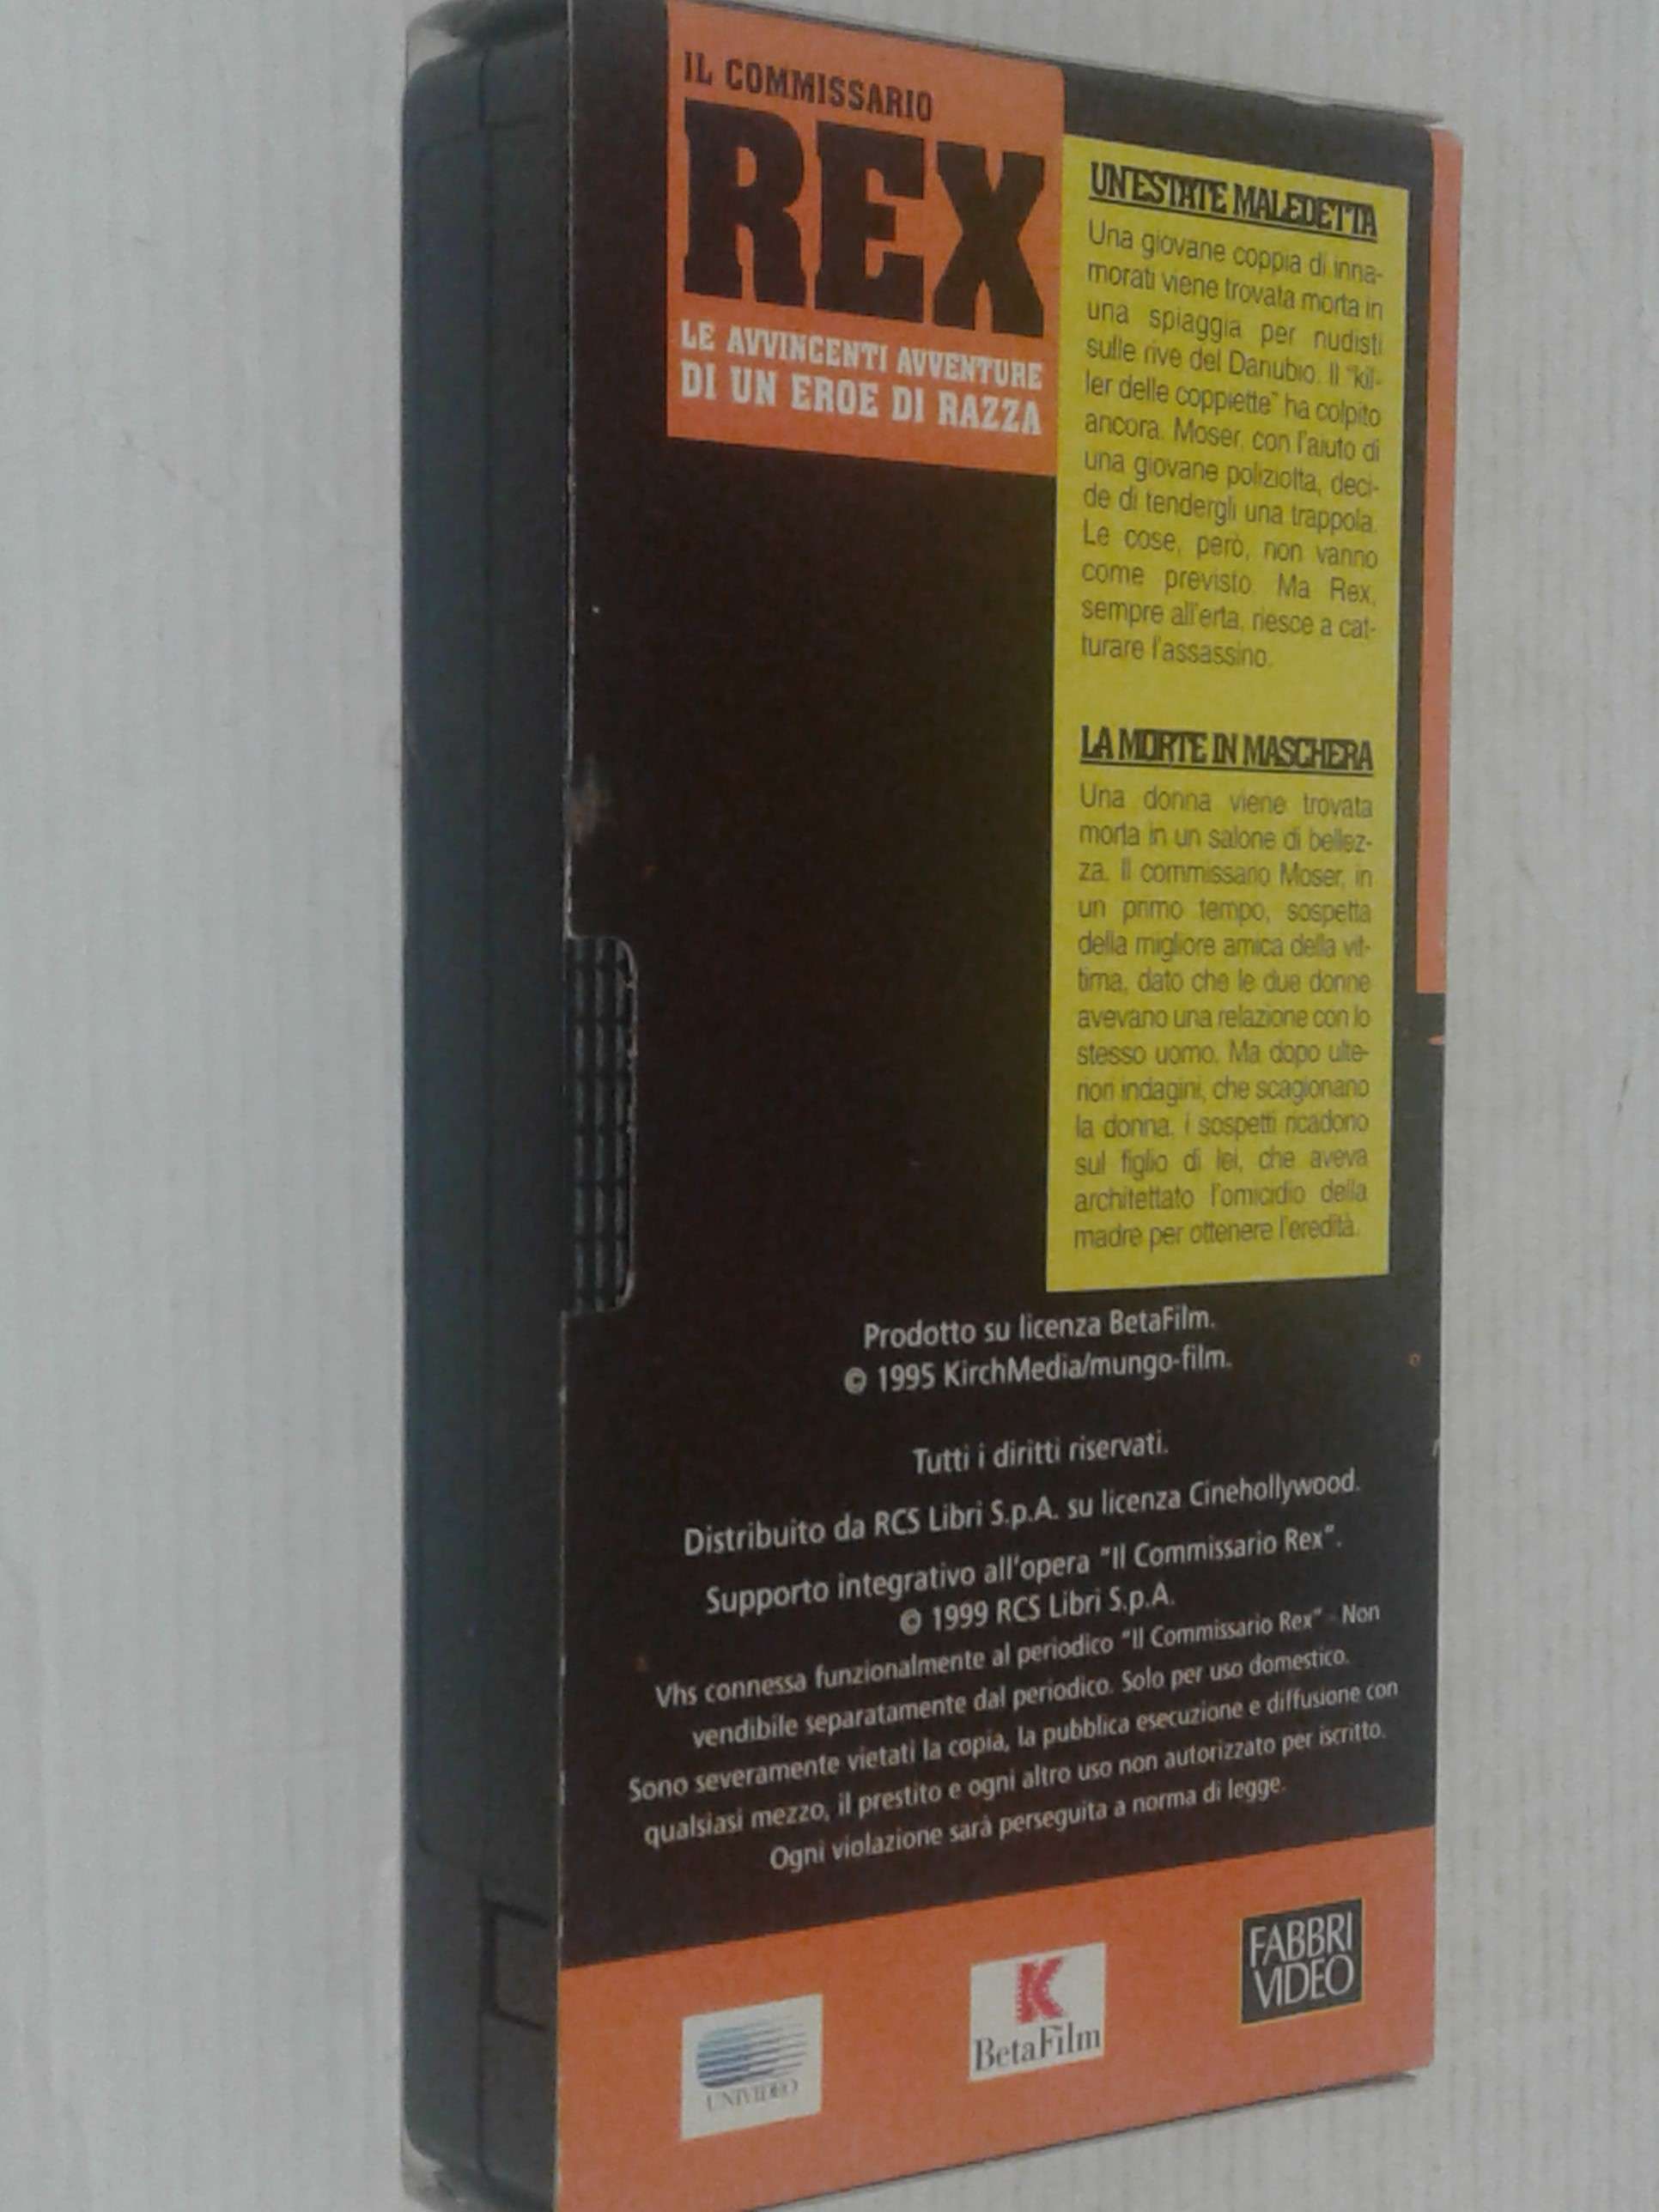 IL COMMISSARIO
REX
LE AVVINCENTI AVVENTURE
DI UN EROE DI RAZZA
UN'ESTATE MALEDETTA
Una giovane coppia di inna-
morati viene trovata morta in
una spiaggia per nudisti
sulle rive del Danubio. Il "kil-
ler delle coppiette" ha colpito
ancora. Moser, con l'aiuto di
una giovane poliziotta, deci-
de di tendergli una trappola.
Le cose, però, non vanno
come previsto. Ma Rex,
sempre all'erta, riesce a cat-
turare l'assassino.
LA MORTE IN MASCHERA
Una donna viene trovata
morta in un salone di bellez-
za. Il commissario Moser, in
un primo tempo, sospetta
della migliore amica della vit-
tima, dato che le due donne
avevano una relazione con lo
stesso uomo. Ma dopo ulte-
riori indagini, che scagionano
la donna, i sospetti ricadono
sul figlio di lei, che aveva
architettato l'omicidio della
madre per ottenere l'eredità.
Prodotto su licenza BetaFilm.
© 1995 KirchMedia/mungo-film.
Tutti i diritti riservati.
Distribuito da RCS Libri S.p.A. su licenza Cinehollywood.
Supporto integrativo all'opera "Il Commissario Rex".
© 1999 RCS Libri S.p.A.
Vhs connessa funzionalmente al periodico "Il Commissario Rex" - Non
vendibile separatamente dal periodico. Solo per uso domestico.
Sono severamente vietati la copia, la pubblica esecuzione e diffusione con
qualsiasi mezzo, il prestito e ogni altro uso non autorizzato per iscritto.
Ogni violazione sarà perseguita a norma di legge.
UNIVIDEO
K
BetaFilm
FABBRI
VIDEO